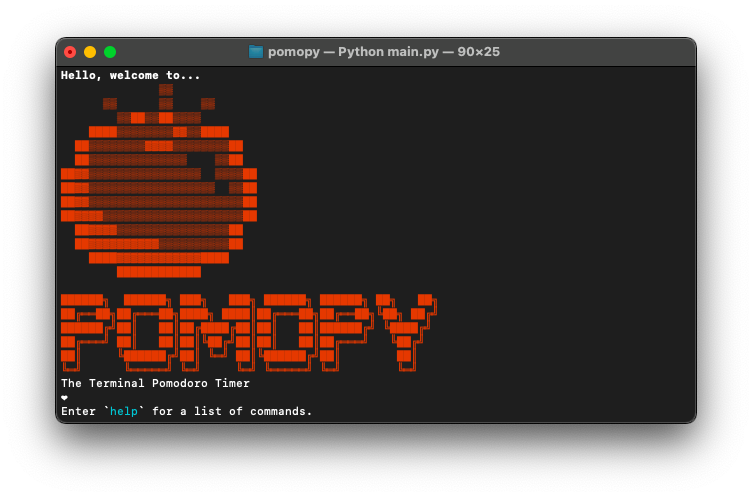 pomopy — Python main.py — 90×25
Hello, welcome to...
POMOPY
The Terminal Pomodoro Timer
❤
Enter `help` for a list of commands.